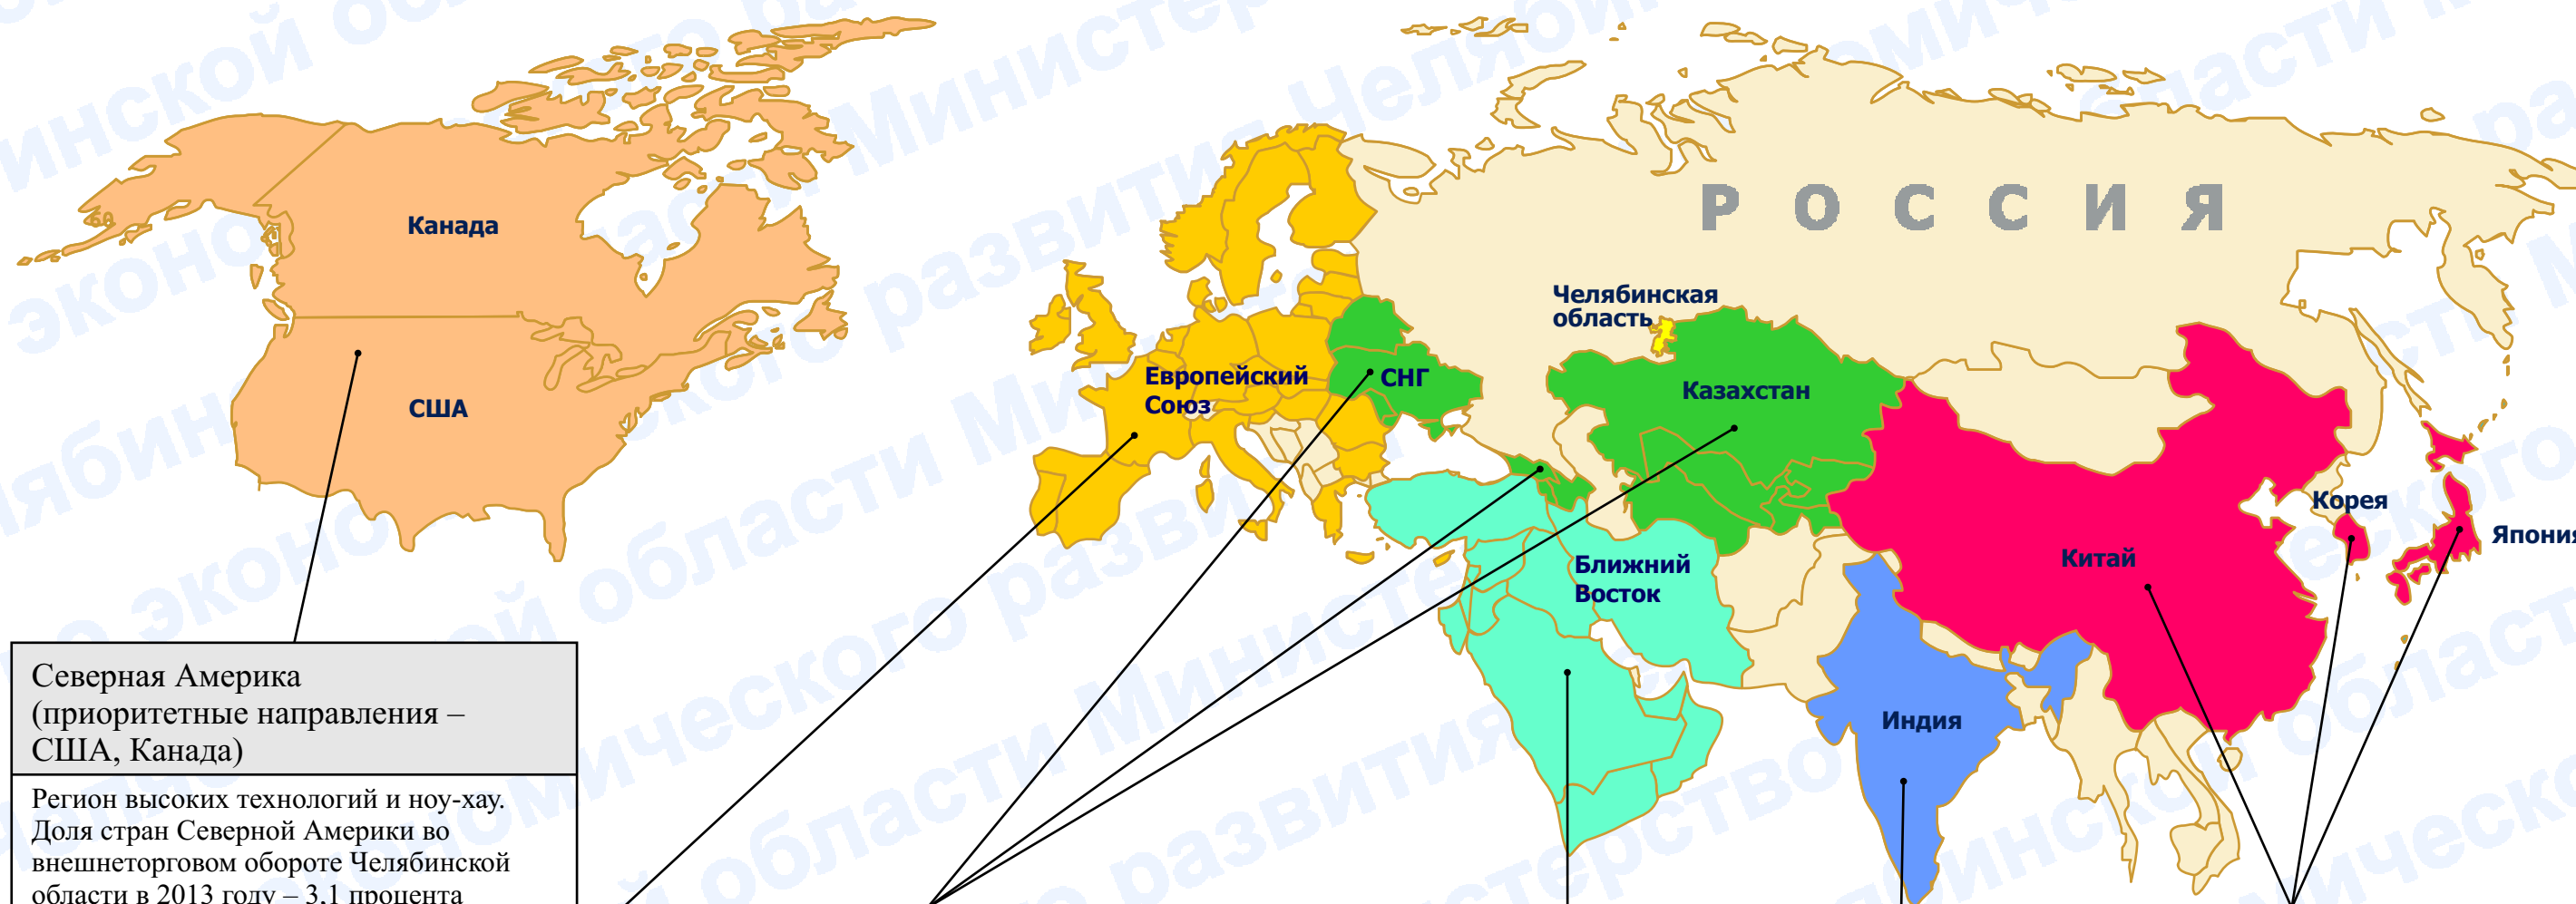 Канада
США
РОССИЯ
Челябинская
область
Европейский
Союз
СНГ
Казахстан
Корея
Япония
Китай
Ближний
Восток
Индия
Северная Америка
(приоритетные направления –
США, Канада)
Регион высоких технологий и ноу-хау.
Доля стран Северной Америки во
внешнеторговом обороте Челябинской
области в 2013 году – 3,1 процента